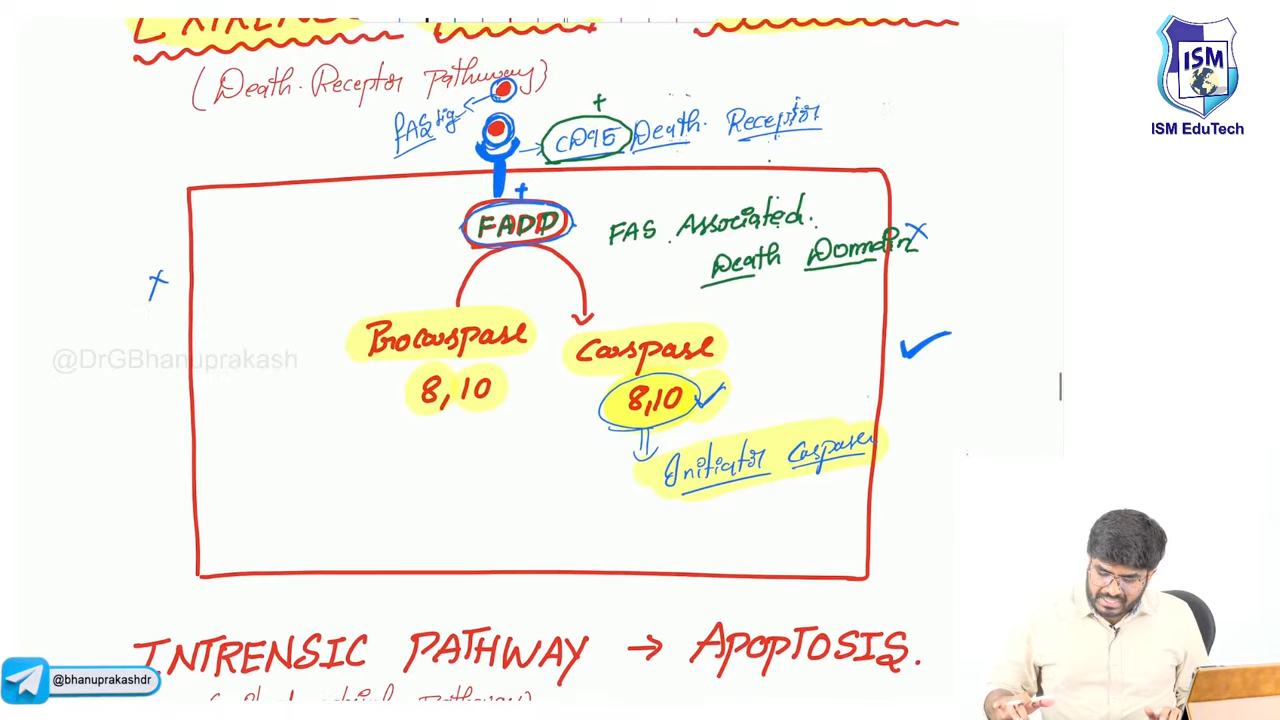 (Death Receptor Pathway)
FAS lig
CD95 Death Receptor
FADD
FAS Associated
Death Domain
Procaspase
8,10
Caspase
8,10
Initiator Caspase
INTRENSIC PATHWAY → APOPTOSIS.
ISM
ISM EduTech
@DrGBhanuprakash
@bhanuprakashdr